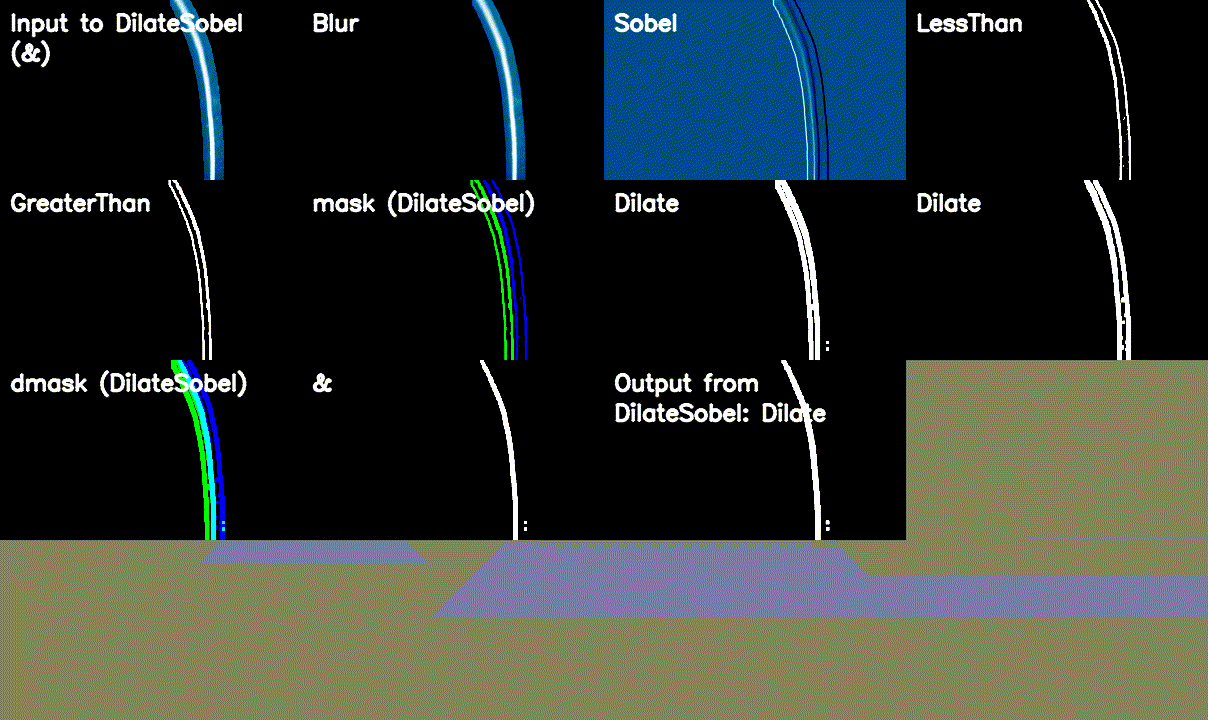 Input to DilateSobel
(&)
Blur
Sobel
LessThan
GreaterThan
mask (DilateSobel)
Dilate
Dilate
dmask (DilateSobel)
&
Output from
DilateSobel: Dilate